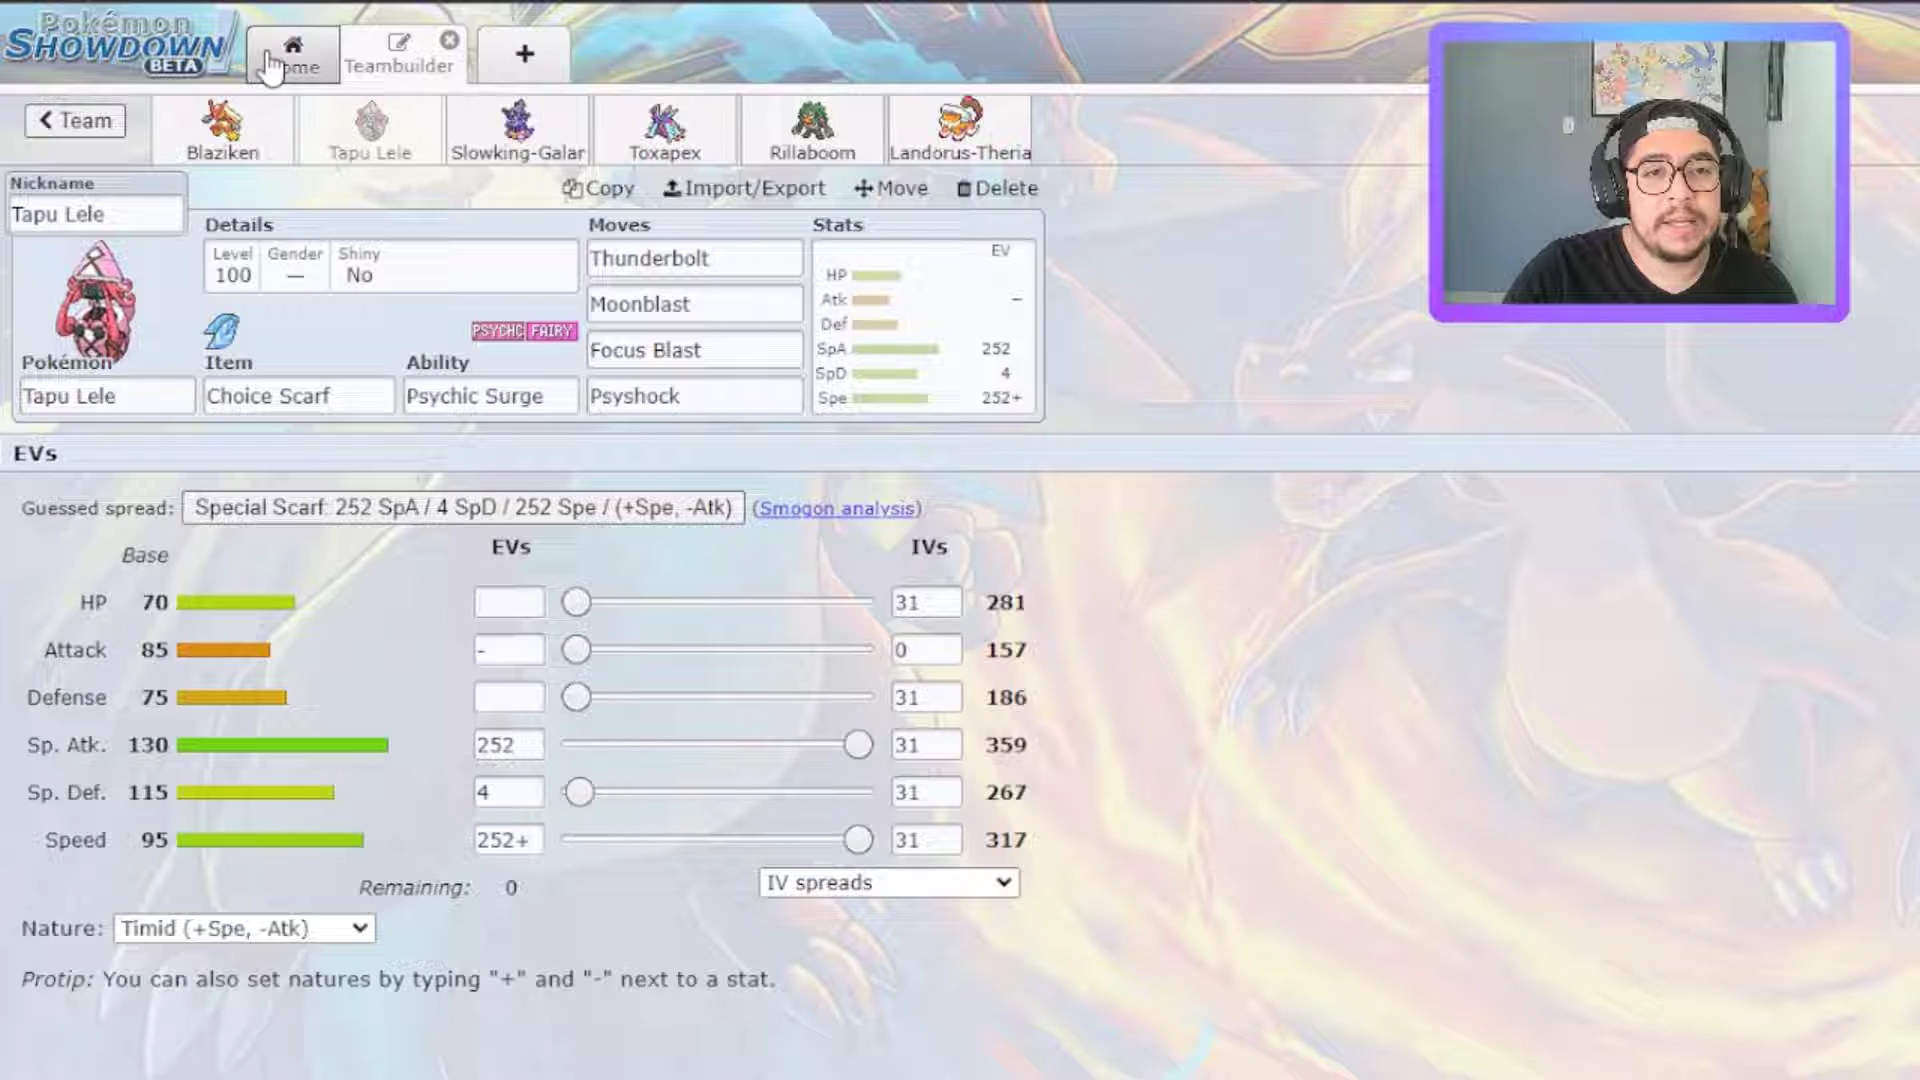 Pokémon
SHOWDOWN
BETA
Home
Teambuilder
+
Team
Blaziken
Tapu Lele
Slowking-Galar
Toxapex
Rillaboom
Landorus-Theria
Nickname
Tapu Lele
Copy
Import/Export
Move
Delete
Details
Moves
Stats
Level
Gender
Shiny
100
—
No
Thunderbolt
Moonblast
Focus Blast
Psyshock
EV
HP
Atk –
Def
SpA 252
SpD 4
Spe 252+
PSYCHC FAIRY
Pokémon
Item
Ability
Tapu Lele
Choice Scarf
Psychic Surge
EVs
Guessed spread: Special Scarf: 252 SpA / 4 SpD / 252 Spe / (+Spe, -Atk) (Smogon analysis)
Base EVs IVs
HP 70 31 281
Attack 85 - 0 157
Defense 75 31 186
Sp. Atk. 130 252 31 359
Sp. Def. 115 4 31 267
Speed 95 252+ 31 317
Remaining: 0
IV spreads
Nature: Timid (+Spe, -Atk)
Protip: You can also set natures by typing "+" and "-" next to a stat.